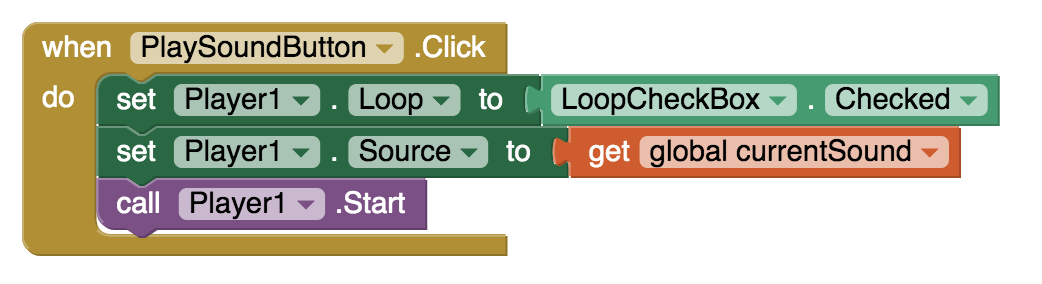 when PlaySoundButton .Click
do set Player1 . Loop to LoopCheckBox . Checked
set Player1 . Source to get global currentSound
call Player1 .Start